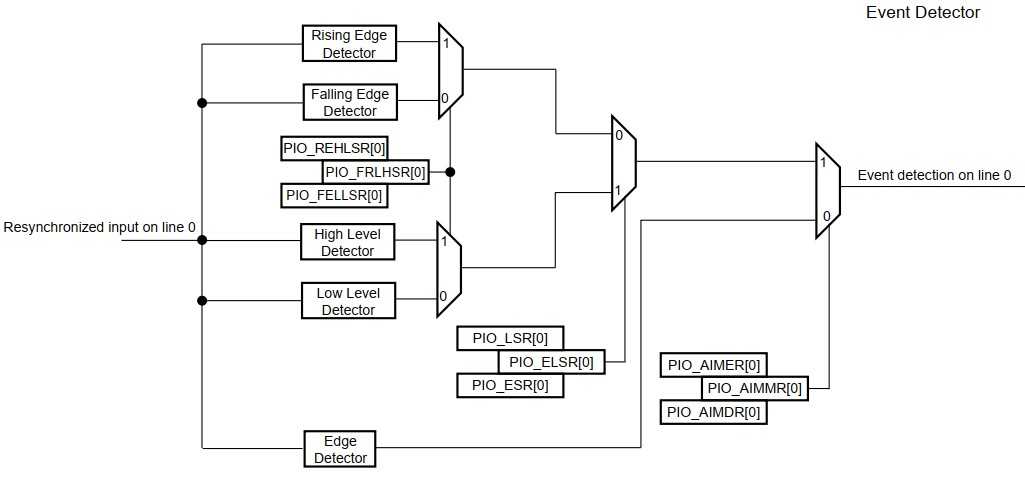 Event Detector
Rising Edge
Detector
1
Falling Edge
Detector
0
PIO_REHLSR[0]
PIO_FRLHSR[0]
PIO_FELLSR[0]
0
1
1
0
Event detection on line 0
Resynchronized input on line 0
High Level
Detector
1
Low Level
Detector
0
PIO_LSR[0]
PIO_ELSR[0]
PIO_ESR[0]
PIO_AIMER[0]
PIO_AIMMR[0]
PIO_AIMDR[0]
Edge
Detector